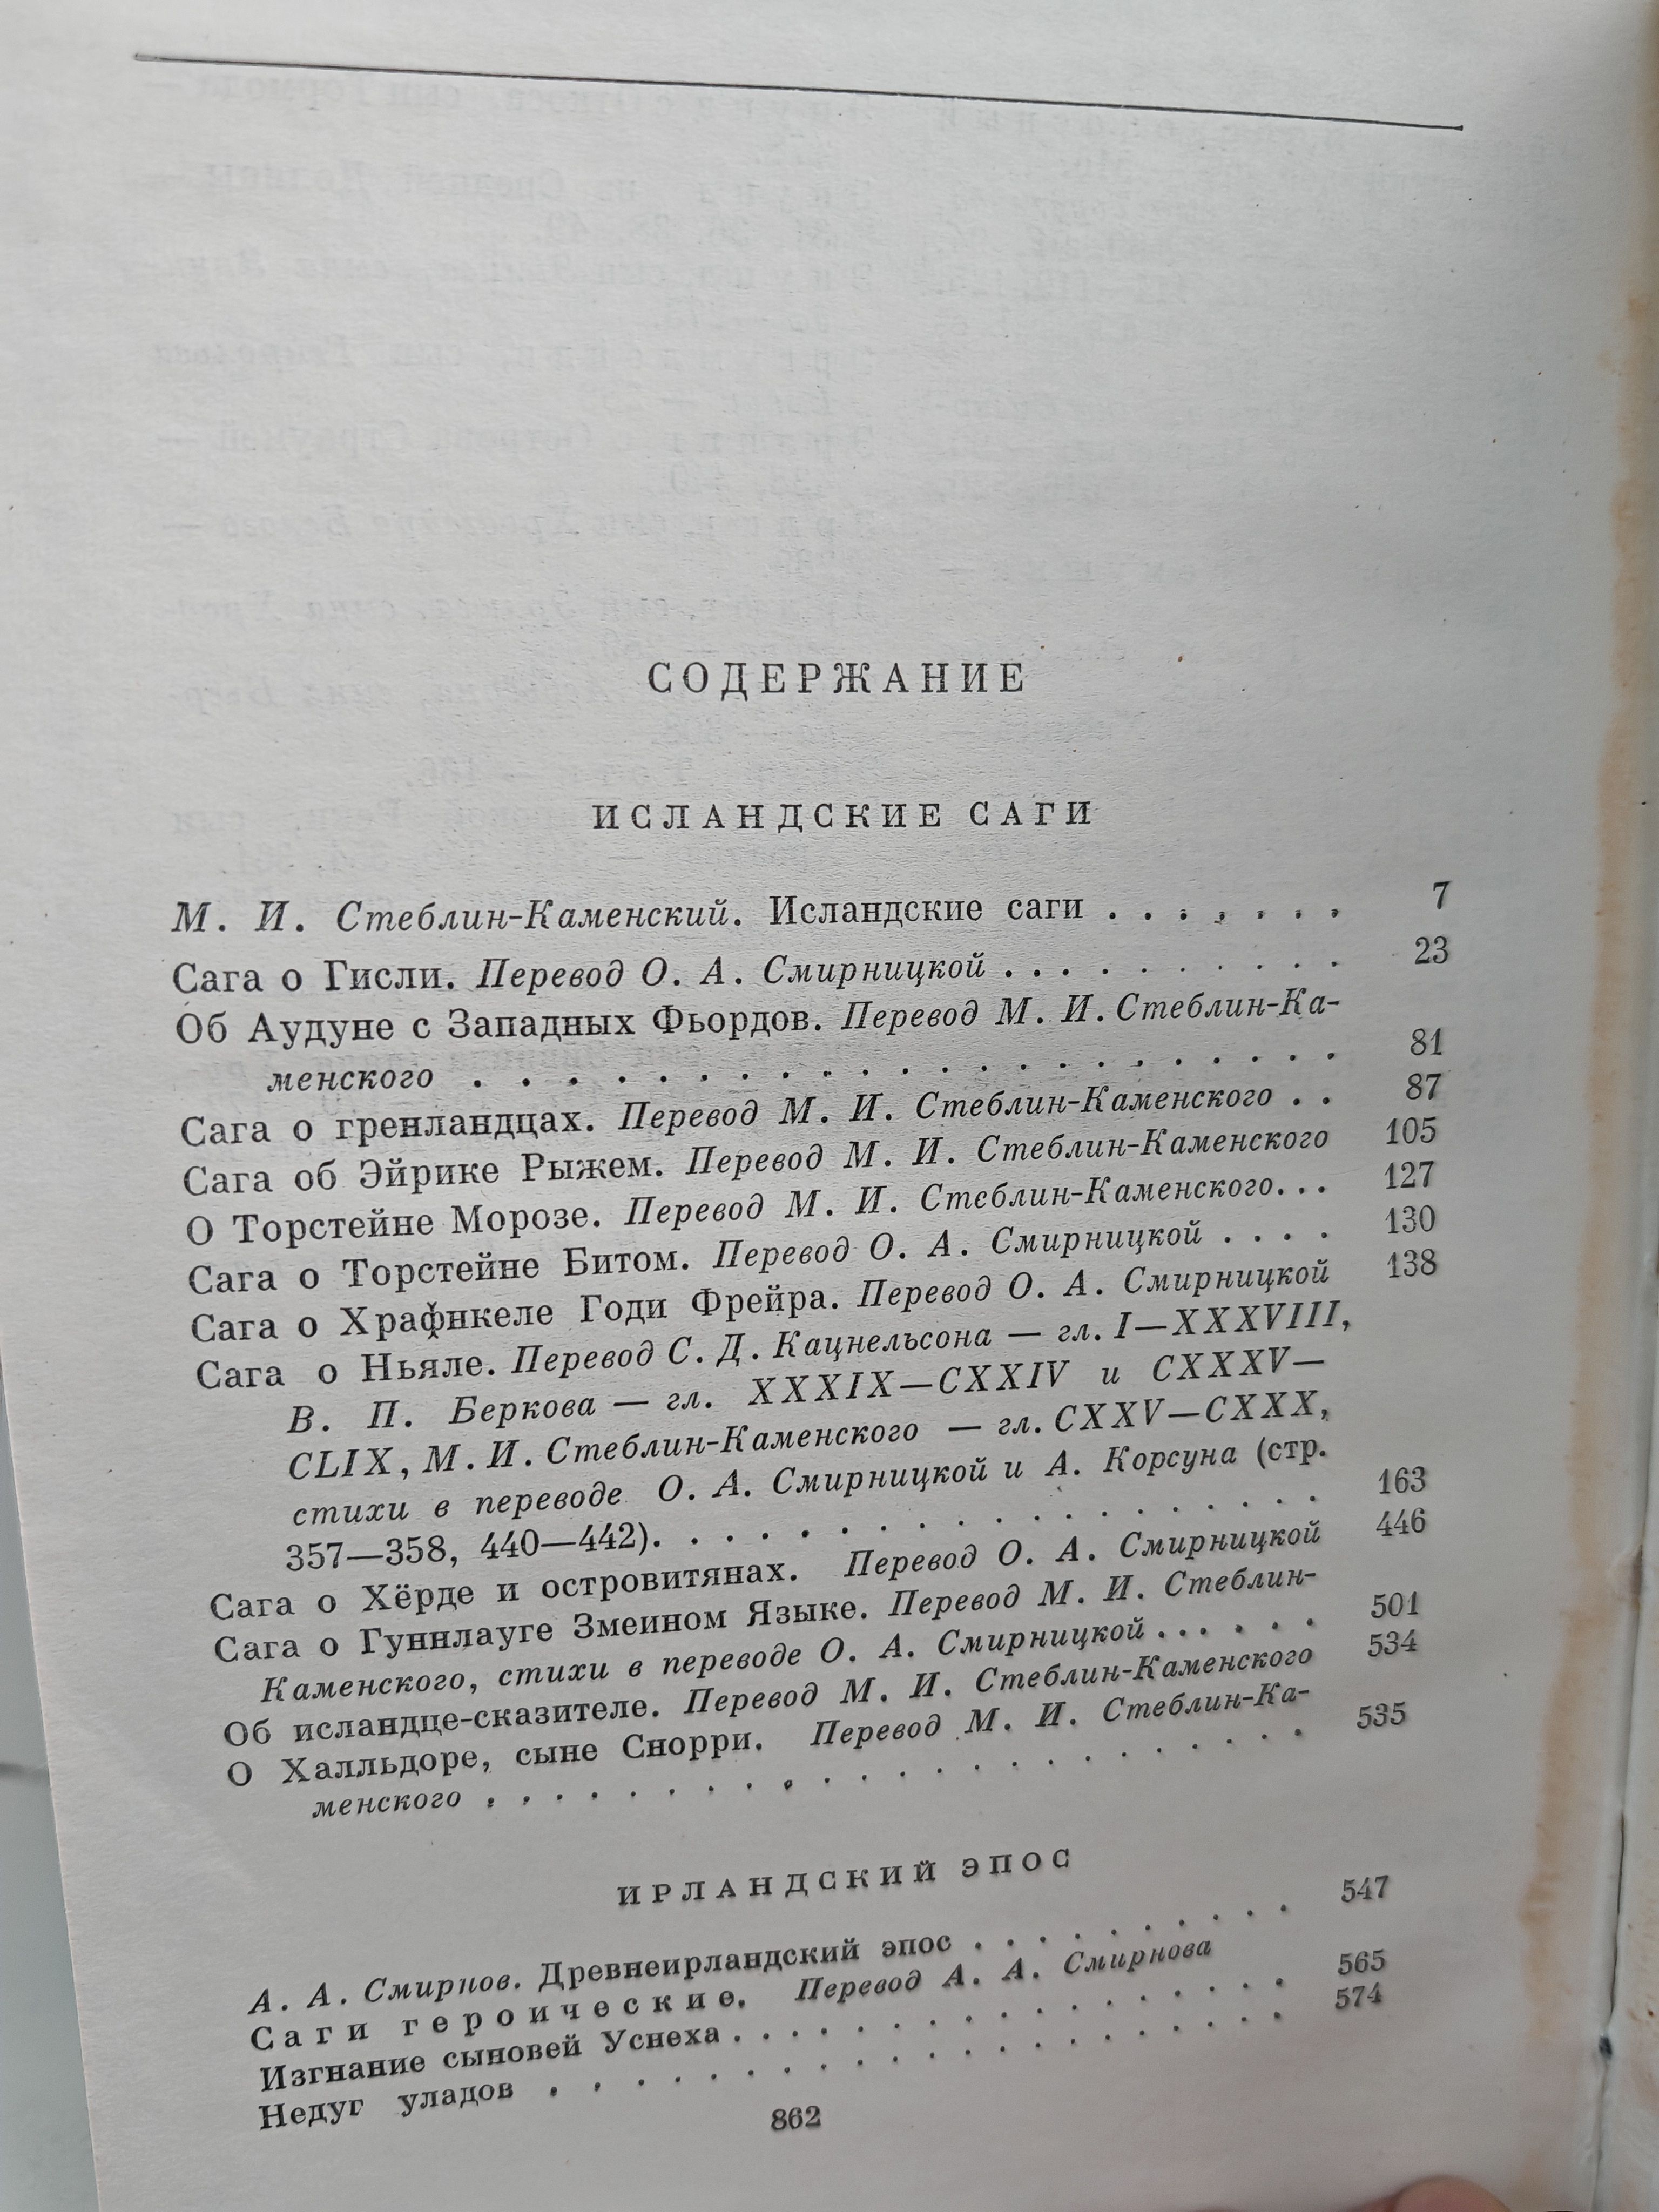 СОДЕРЖАНИЕ
ИСЛАНДСКИЕ САГИ
М. И. Стеблин-Каменский. Исландские саги . . . . . . . 7
Сага о Гисли. Перевод О. А. Смирницкой . . . . . . . . . . 23
Об Аудуне с Западных Фьордов. Перевод М. И. Стеблин-Ка-
менского . . . . . . . . . . . . . . . . . . . . 81
Сага о гренландцах. Перевод М. И. Стеблин-Каменского . . 87
Сага об Эйрике Рыжем. Перевод М. И. Стеблин-Каменского 105
О Торстейне Морозе. Перевод М. И. Стеблин-Каменского. . . 127
Сага о Торстейне Битом. Перевод О. А. Смирницкой . . . . 130
Сага о Храфнкеле Годи Фрейра. Перевод О. А. Смирницкой 138
Сага о Ньяле. Перевод С. Д. Кацнельсона — гл. I—XXXVIII,
В. П. Беркова — гл. XXXIX—CXXIV и CXXXV—
CLIX, М. И. Стеблин-Каменского — гл. CXXV—CXXX,
стихи в переводе О. А. Смирницкой и А. Корсуна (стр.
357—358, 440—442). . . . . . . . . . . . . . . . . 163
Сага о Хёрде и островитянах. Перевод О. А. Смирницкой 446
Сага о Гуннлауге Змеином Языке. Перевод М. И. Стеблин-
Каменского, стихи в переводе О. А. Смирницкой . . . . . . 501
Об исландце-сказителе. Перевод М. И. Стеблин-Каменского 534
О Халльдоре, сыне Снорри. Перевод М. И. Стеблин-Ка-
менского . . . . . . . . . . . . . . . . . . . . 535
ИРЛАНДСКИЙ ЭПОС
А. А. Смирнов. Древнеирландский эпос . . . . . . . . . . 547
Саги героические. Перевод А. А. Смирнова
Изгнание сыновей Уснеха . . . . . . . . . . . . . . . 565
Недуг уладов . . . . . . . . . . . . . . . . . . . 574
862